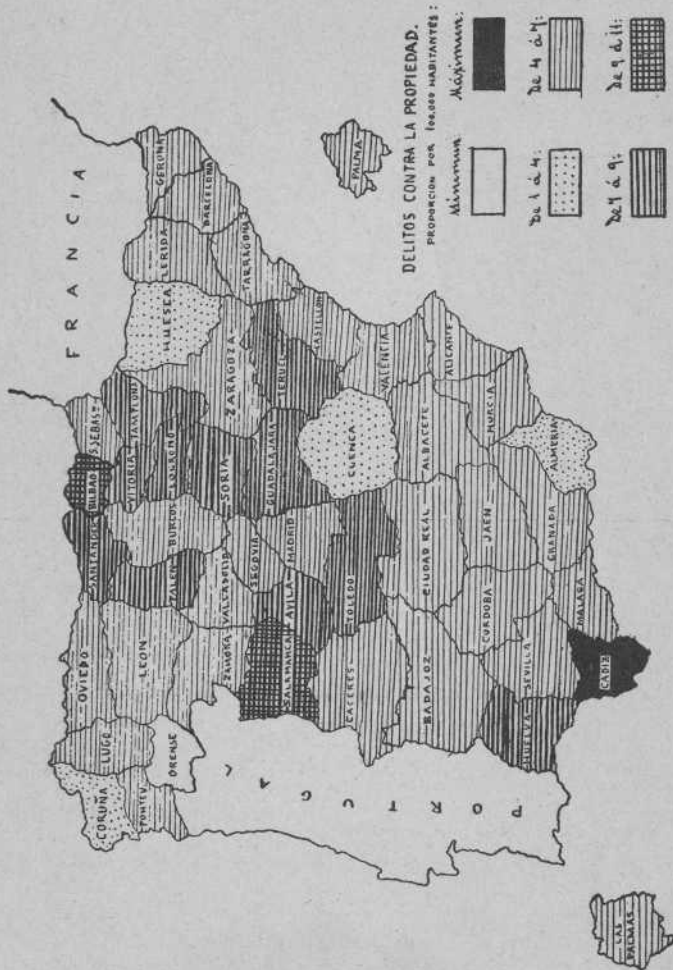 FRANCIA
OVIEDO
SANTANDER
BILBAO
S.SEBAS.
CORUÑA
LUGO
LEON
PALEN.
BURGOS
VITORIA
PAMPLONA
PONTEV.
ORENSE
ZAMORA
VALLADOLID
LOGROÑO
HUESCA
LERIDA
GERONA
BARCELONA
SORIA
ZARAGOZA
TARRAGONA
SALAMANCA
AVILA
SEGOVIA
MADRID
GUADALAJARA
TERUEL
CASTELLON
PORTUGAL
CACERES
TOLEDO
CUENCA
VALENCIA
PALMA
BADAJOZ
CIUDAD REAL
ALBACETE
ALICANTE
HUELVA
SEVILLA
CORDOBA
JAEN
MURCIA
CADIZ
MALAGA
GRANADA
ALMERIA
LAS
PALMAS
DELITOS CONTRA LA PROPIEDAD.
PROPORCION POR 100,000 HABITANTES:
Minimun: Máximun:
De 1 á 4: De 4 á 7:
De 7 á 9: De 9 á 11: